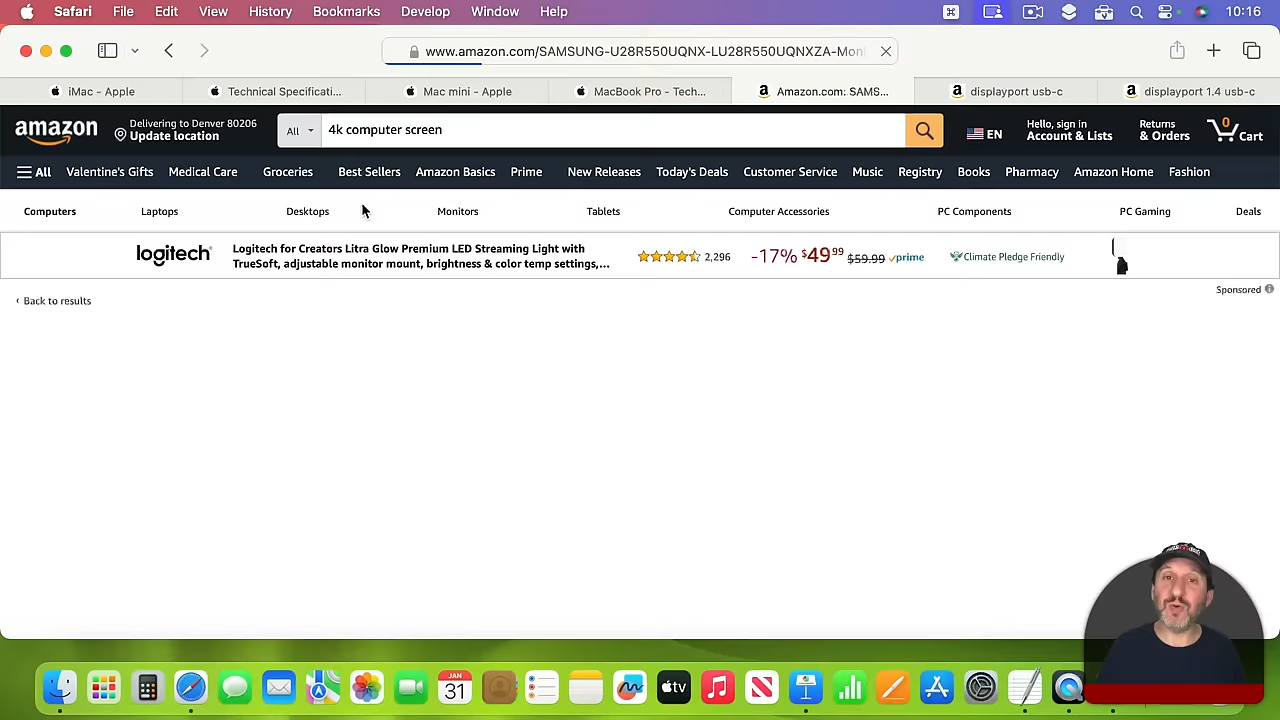 Safari File Edit View History Bookmarks Develop Window Help 10:16
www.amazon.com/SAMSUNG-U28R550UQNX-LU28R550UQNXZA-Mon
iMac - Apple
Technical Specificati...
Mac mini - Apple
MacBook Pro - Tech...
Amazon.com: SAMS...
displayport usb-c
displayport 1.4 usb-c
amazon
Delivering to Denver 80206
Update location
All
4k computer screen
EN
Hello, sign in
Account & Lists
Returns
& Orders
0
Cart
All Valentine's Gifts Medical Care Groceries Best Sellers Amazon Basics Prime New Releases Today's Deals Customer Service Music Registry Books Pharmacy Amazon Home Fashion
Computers Laptops Desktops Monitors Tablets Computer Accessories PC Components PC Gaming Deals
logitech
Logitech for Creators Litra Glow Premium LED Streaming Light with
TrueSoft, adjustable monitor mount, brightness & color temp settings,...
2,296
-17% $49 99 $59.99 prime
Climate Pledge Friendly
Sponsored
‹ Back to results
JAN
31
tv